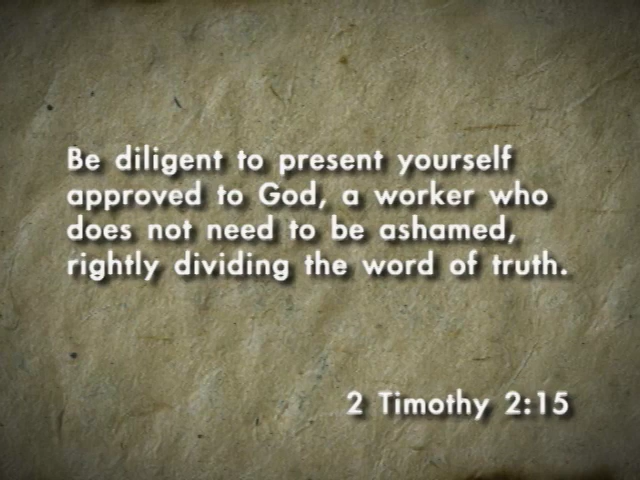 Be diligent to present yourself
approved to God, a worker who
does not need to be ashamed,
rightly dividing the word of truth.
2 Timothy 2:15